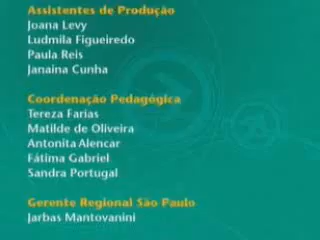 Assistentes de Produção
Joana Levy
Ludmila Figueiredo
Paula Reis
Janaina Cunha
Coordenação Pedagógica
Tereza Farias
Matilde de Oliveira
Antonita Alencar
Fátima Gabriel
Sandra Portugal
Gerente Regional São Paulo
Jarbas Mantovanini